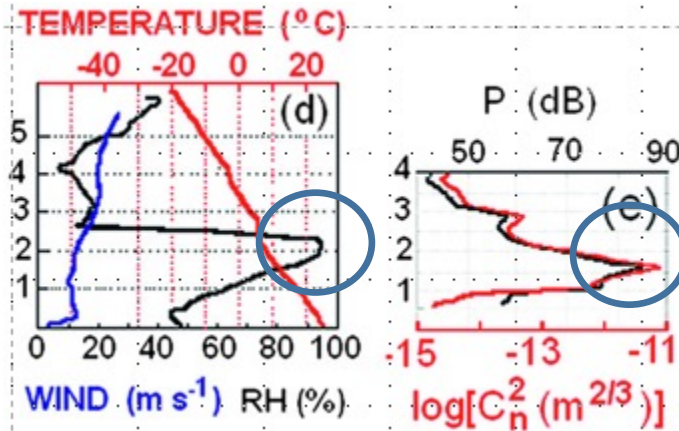 TEMPERATURE (°C)
-40 -20 0 20
(d)
5
4
3
2
1
0 20 40 60 80 100
WIND (m s⁻¹) RH (%)
P (dB)
50 70 90
4
3
2
1
(e)
-15 -13 -11
log[C²ₙ (m²/³)]